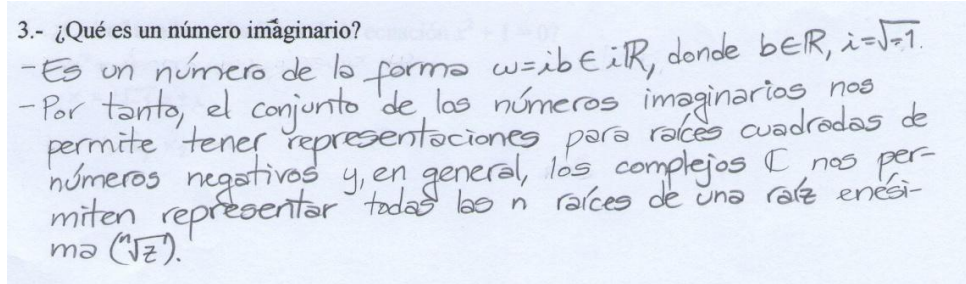 3.- ¿Qué es un número imáginario?
-Es un número de la forma w=ib∈iℝ, donde b∈ℝ, i=√-1.
-Por tanto, el conjunto de los números imaginarios nos
permite tener representaciones para raíces cuadradas de
números negativos y, en general, los complejos ℂ nos per-
miten representar todas las n raíces de una raíz enési-
ma (ⁿ√z).